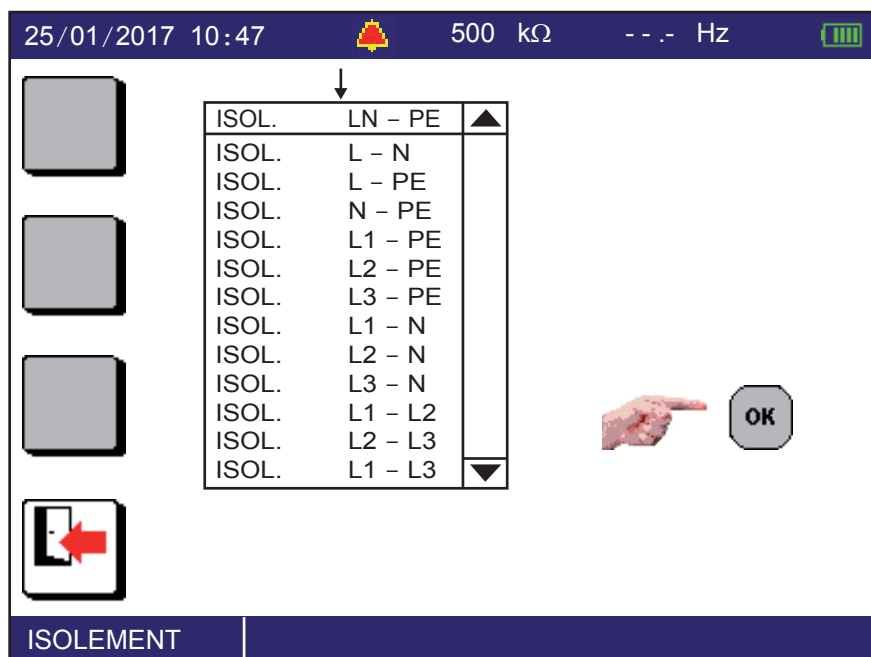 25/01/2017 10:47 500 kΩ - - .- Hz
ISOL. LN – PE
ISOL. L – N
ISOL. L – PE
ISOL. N – PE
ISOL. L1 – PE
ISOL. L2 – PE
ISOL. L3 – PE
ISOL. L1 – N
ISOL. L2 – N
ISOL. L3 – N
ISOL. L1 – L2
ISOL. L2 – L3
ISOL. L1 – L3
OK
ISOLEMENT